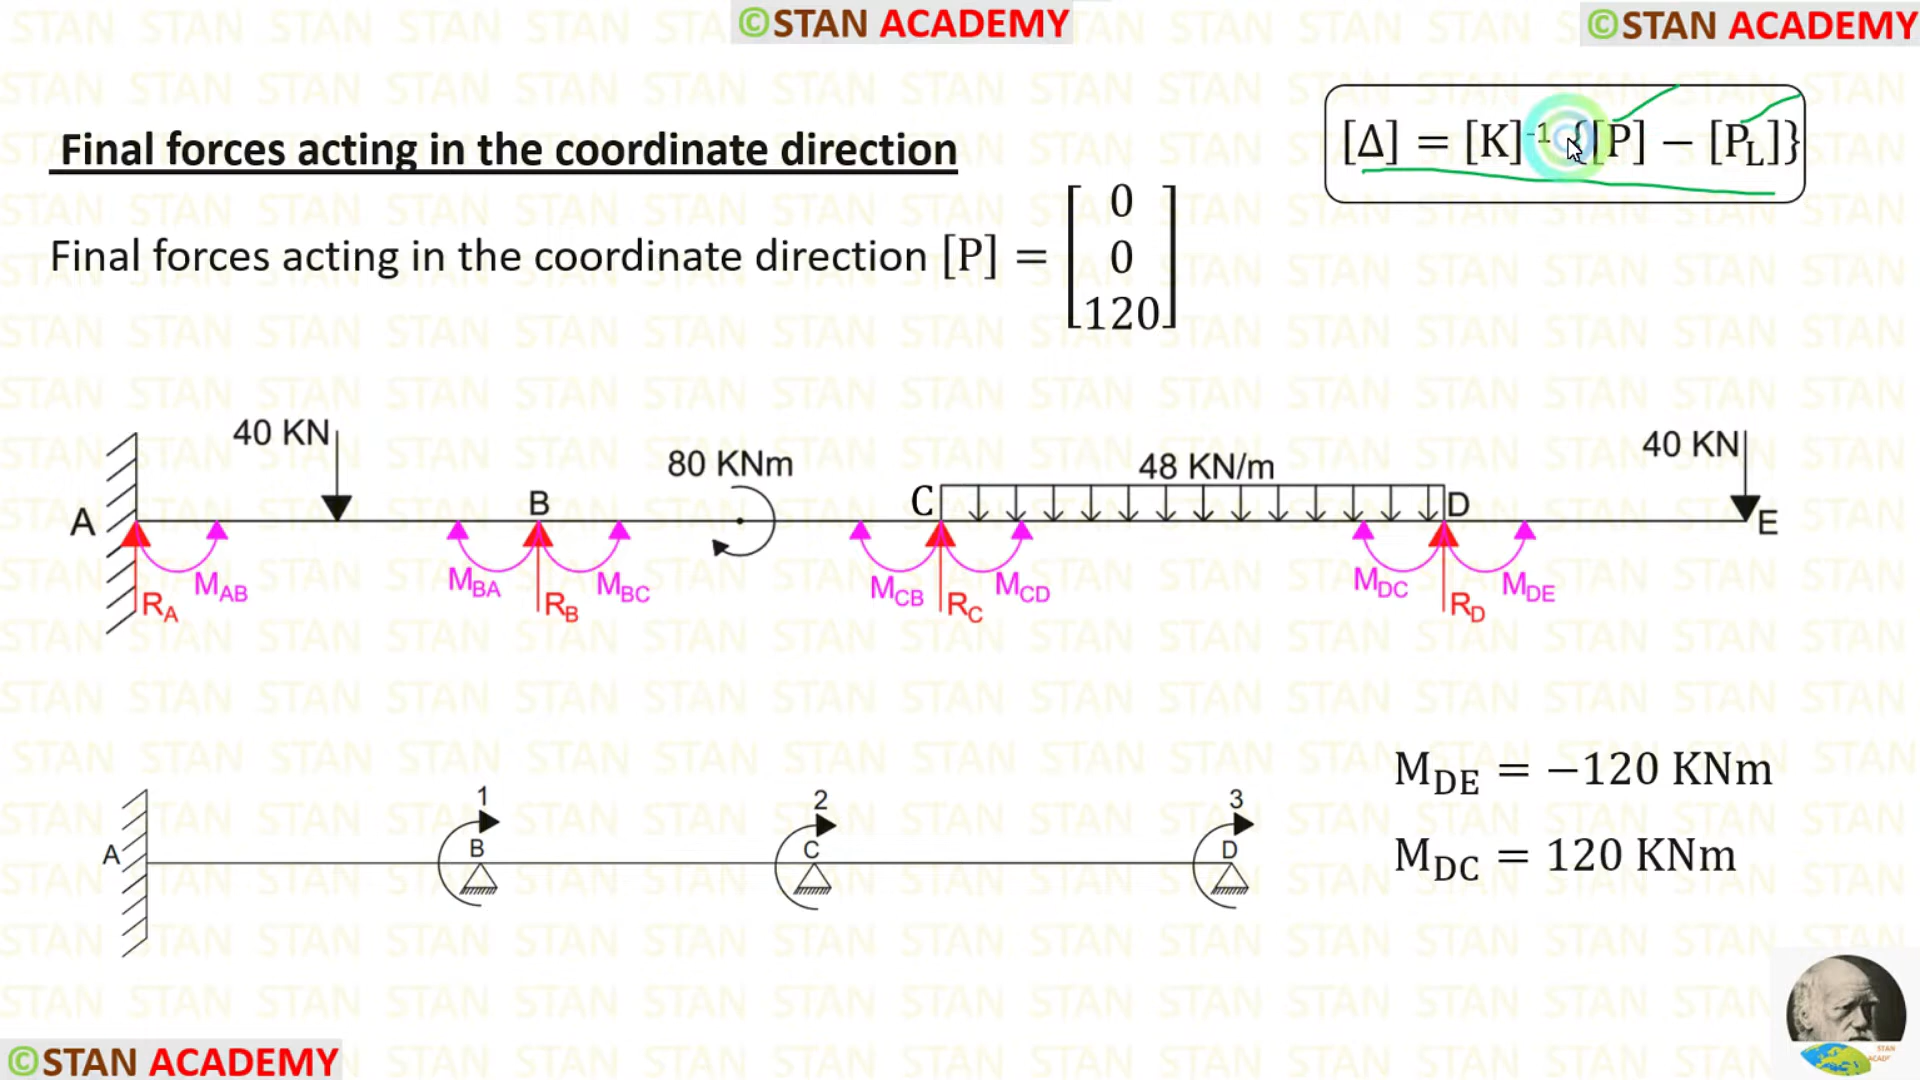 ©STAN ACADEMY
©STAN ACADEMY
[Δ] = [K]⁻¹ {[P] − [P_L]}
Final forces acting in the coordinate direction
Final forces acting in the coordinate direction [P] = [0
0
120]
40 KN
80 KNm
48 KN/m
40 KN
A
B
C
D
E
M_AB
M_BA
M_BC
M_CB
M_CD
M_DC
M_DE
R_A
R_B
R_C
R_D
1
2
3
A
B
C
D
M_DE = −120 KNm
M_DC = 120 KNm
©STAN ACADEMY